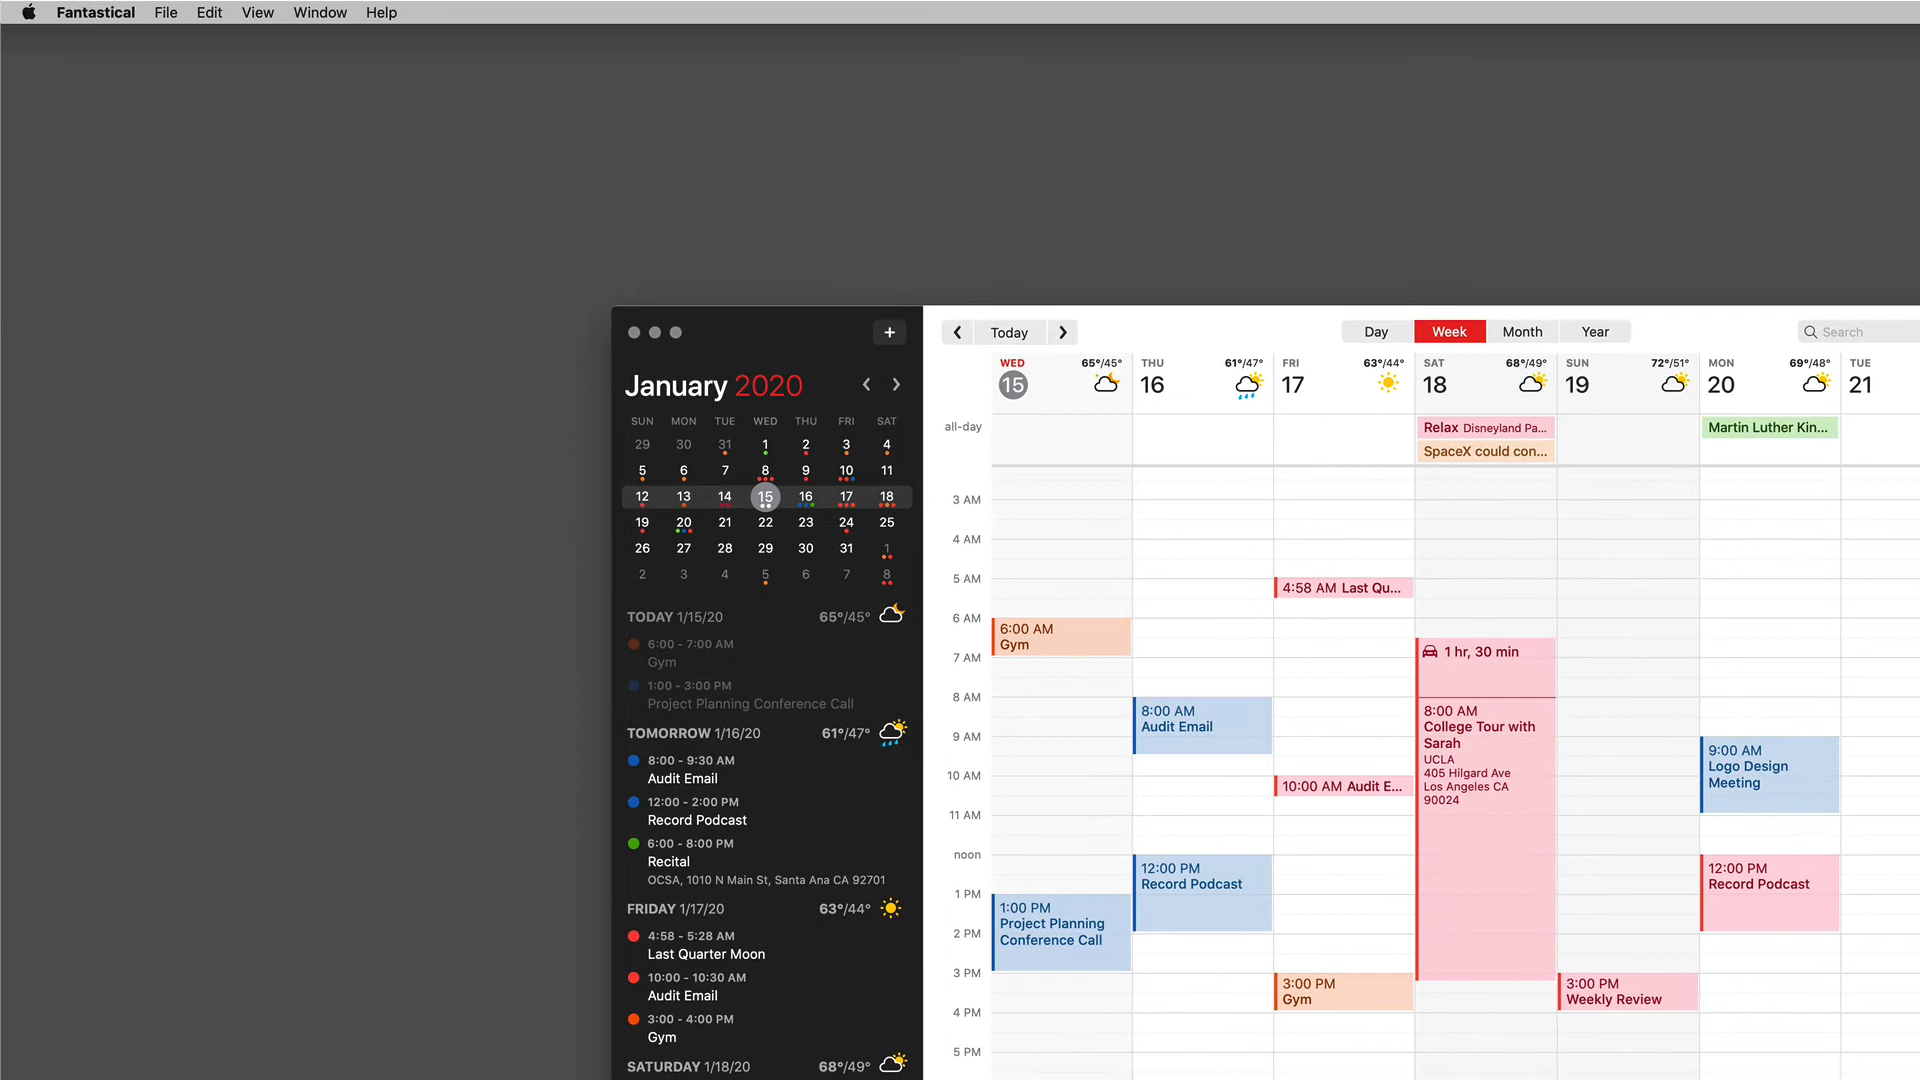 Fantastical File Edit View Window Help
+
January 2020
SUN MON TUE WED THU FRI SAT
29 30 31 1 2 3 4
5 6 7 8 9 10 11
12 13 14 15 16 17 18
19 20 21 22 23 24 25
26 27 28 29 30 31 1
2 3 4 5 6 7 8
TODAY 1/15/20 65°/45°
6:00 - 7:00 AM
Gym
1:00 - 3:00 PM
Project Planning Conference Call
TOMORROW 1/16/20 61°/47°
8:00 - 9:30 AM
Audit Email
12:00 - 2:00 PM
Record Podcast
6:00 - 8:00 PM
Recital
OCSA, 1010 N Main St, Santa Ana CA 92701
FRIDAY 1/17/20 63°/44°
4:58 - 5:28 AM
Last Quarter Moon
10:00 - 10:30 AM
Audit Email
3:00 - 4:00 PM
Gym
SATURDAY 1/18/20 68°/49°
Today Day Week Month Year Search
WED 65°/45° THU 61°/47° FRI 63°/44° SAT 68°/49° SUN 72°/51° MON 69°/48° TUE
15 16 17 18 19 20 21
all-day
Relax Disneyland Pa...
SpaceX could con...
Martin Luther Kin...
3 AM
4 AM
5 AM
6 AM
7 AM
8 AM
9 AM
10 AM
11 AM
noon
1 PM
2 PM
3 PM
4 PM
5 PM
6:00 AM
Gym
1:00 PM
Project Planning
Conference Call
8:00 AM
Audit Email
12:00 PM
Record Podcast
4:58 AM Last Qu...
10:00 AM Audit E...
3:00 PM
Gym
1 hr, 30 min
8:00 AM
College Tour with
Sarah
UCLA
405 Hilgard Ave
Los Angeles CA
90024
3:00 PM
Weekly Review
9:00 AM
Logo Design
Meeting
12:00 PM
Record Podcast